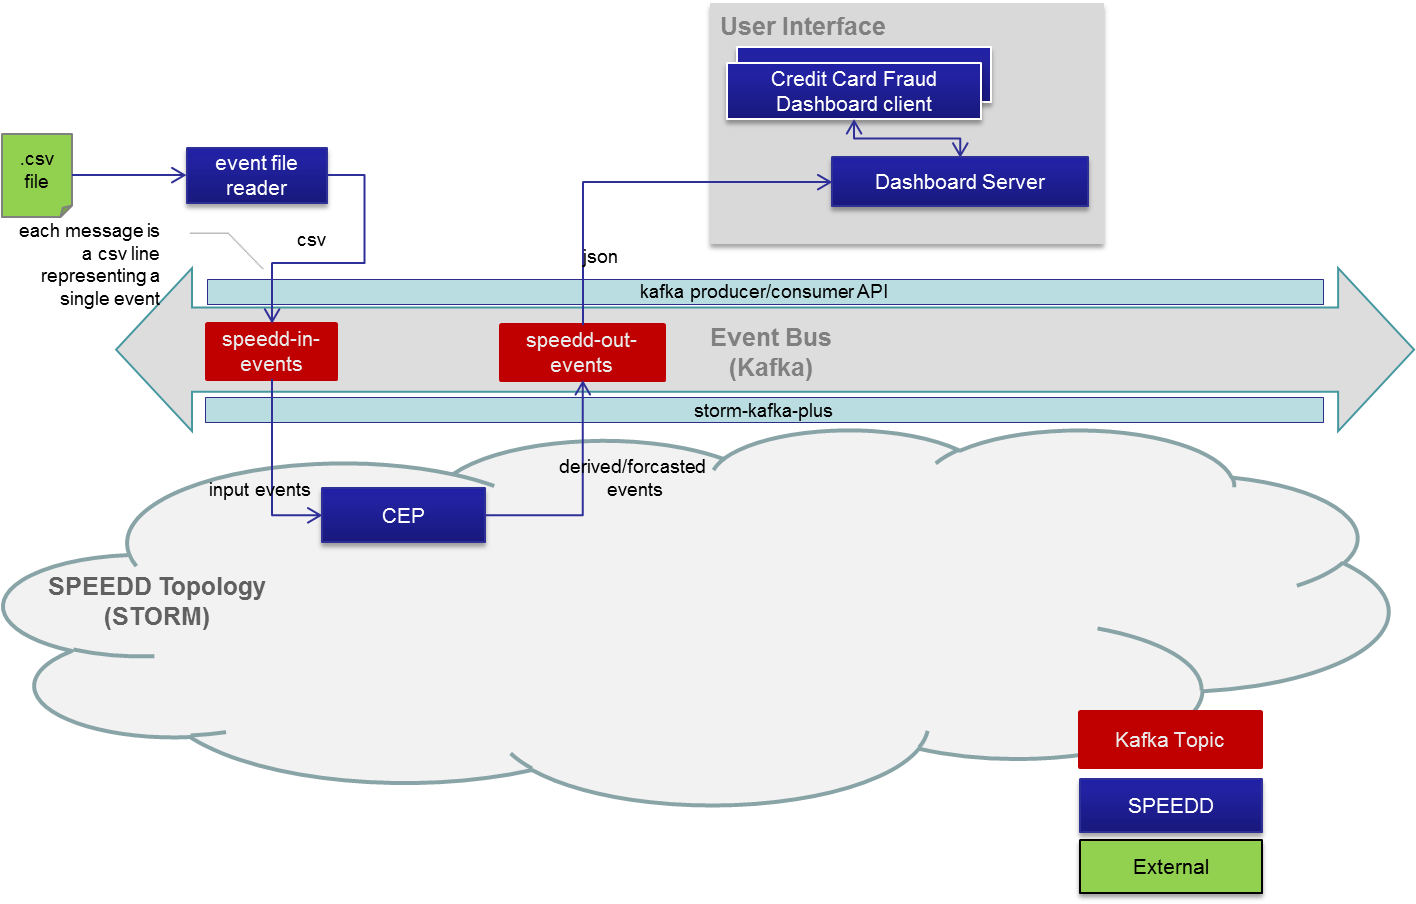 User Interface
Credit Card Fraud
Dashboard client
.csv
file
event file
reader
Dashboard Server
each message is
a csv line
representing a
single event
csv
json
kafka producer/consumer API
speedd-in-
events
speedd-out-
events
Event Bus
(Kafka)
storm-kafka-plus
derived/forcasted
events
input events
CEP
SPEEDD Topology
(STORM)
Kafka Topic
SPEEDD
External